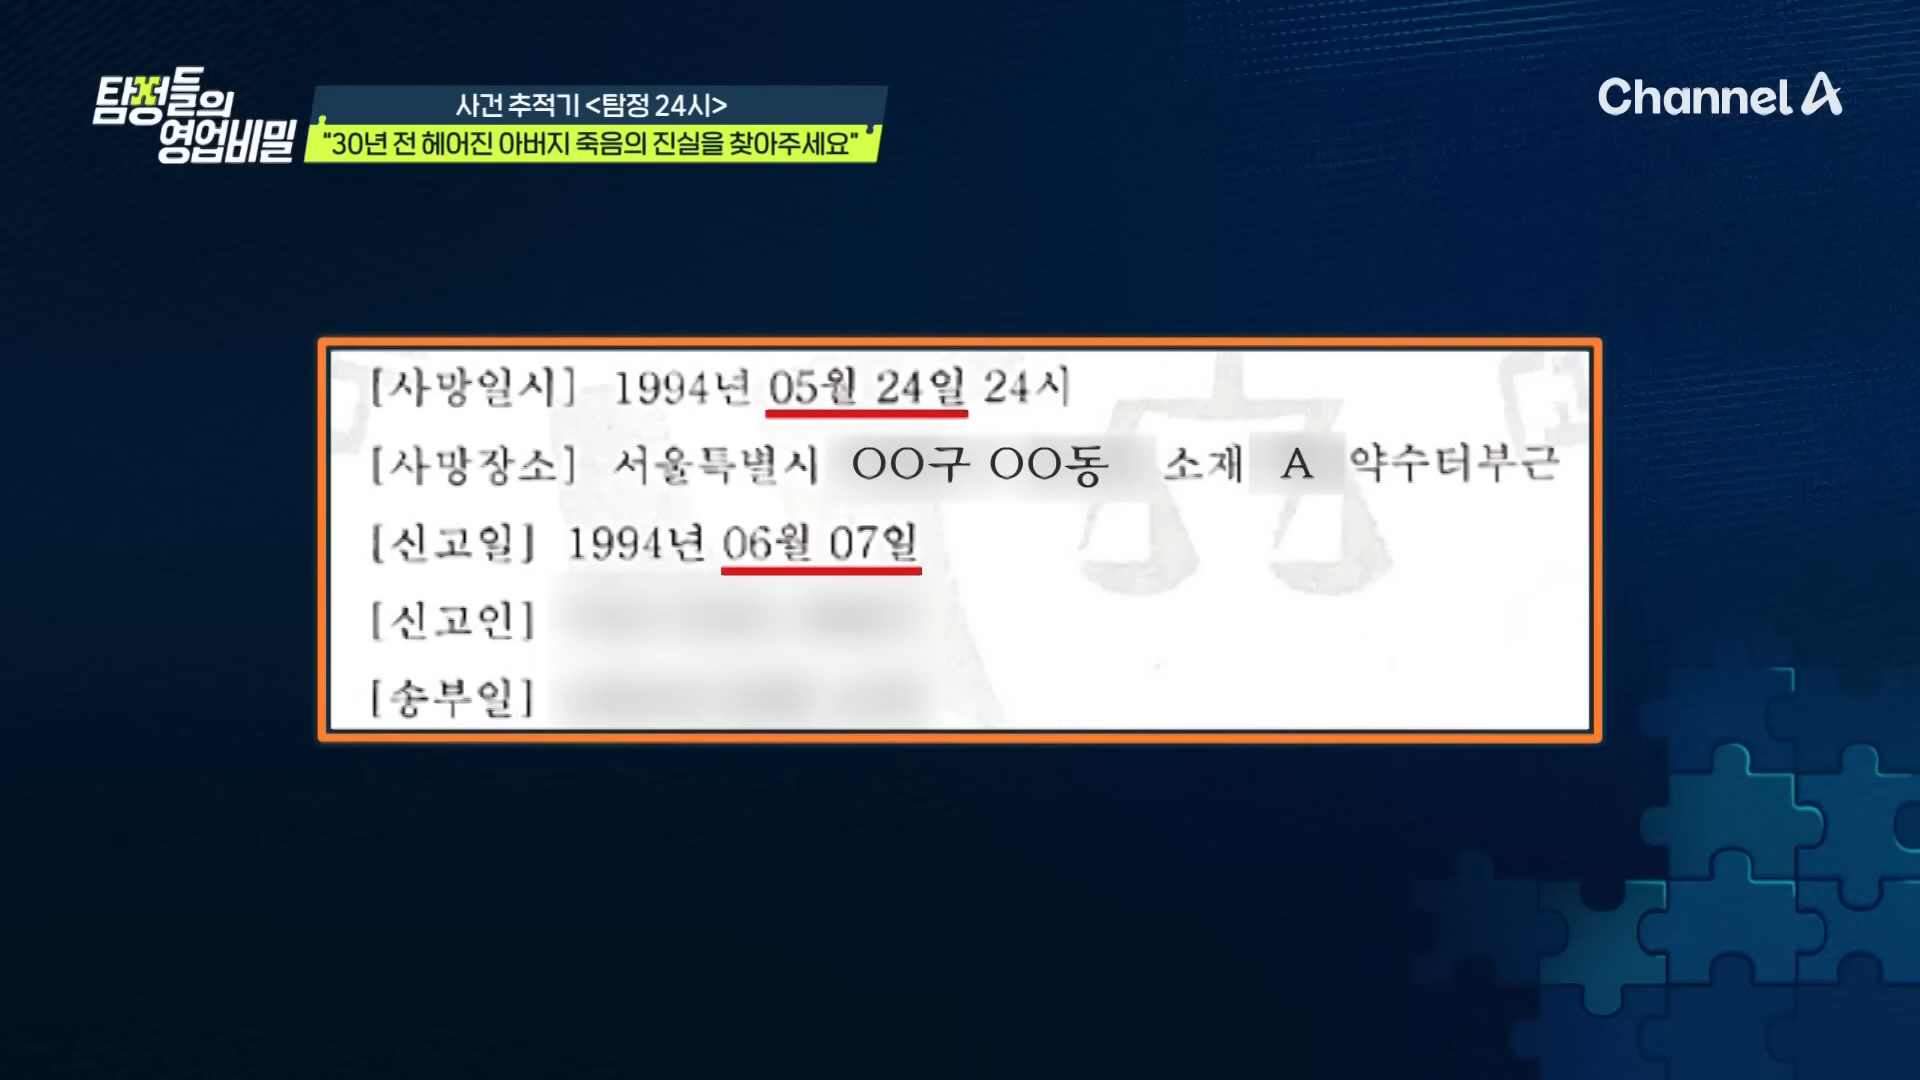 탐정들의
영업비밀
사건 추적기 <탐정 24시>
"30년 전 헤어진 아버지 죽음의 진실을 찾아주세요"
Channel A
[사망일시] 1994년 05월 24일 24시
[사망장소] 서울특별시 OO구 OO동 소재 A 약수터부근
[신고일] 1994년 06월 07일
[신고인]
[송부일]